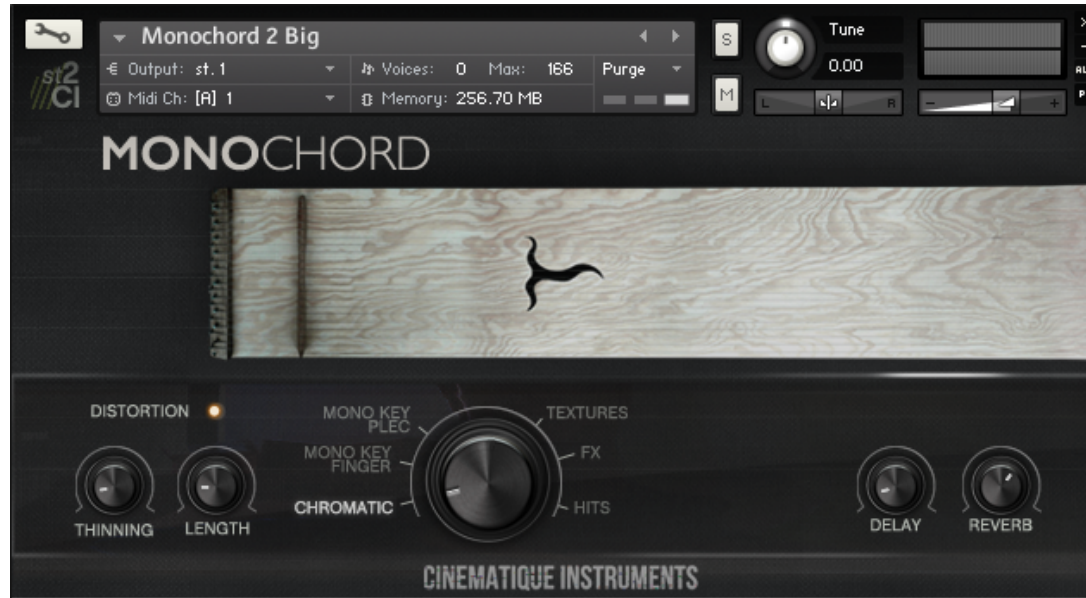 Monochord 2 Big
S
Tune
Output: st. 1
Voices: 0 Max: 166
Purge
0.00
st2
CI
Midi Ch: [A] 1
Memory: 256.70 MB
M
L
R
-
+
MONOCHORD
DISTORTION
MONO KEY
PLEC
TEXTURES
MONO KEY
FINGER
FX
CHROMATIC
HITS
THINNING
LENGTH
DELAY
REVERB
CINEMATIQUE INSTRUMENTS